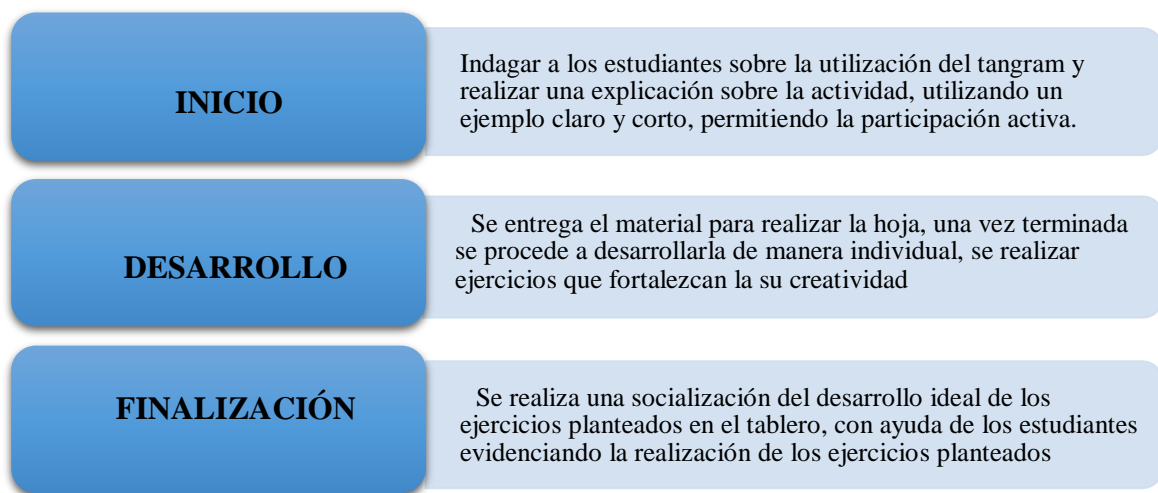 INICIO
Indagar a los estudiantes sobre la utilización del tangram y
realizar una explicación sobre la actividad, utilizando un
ejemplo claro y corto, permitiendo la participación activa.
DESARROLLO
Se entrega el material para realizar la hoja, una vez terminada
se procede a desarrollarla de manera individual, se realizar
ejercicios que fortalezcan la su creatividad
FINALIZACIÓN
Se realiza una socialización del desarrollo ideal de los
ejercicios planteados en el tablero, con ayuda de los estudiantes
evidenciando la realización de los ejercicios planteados